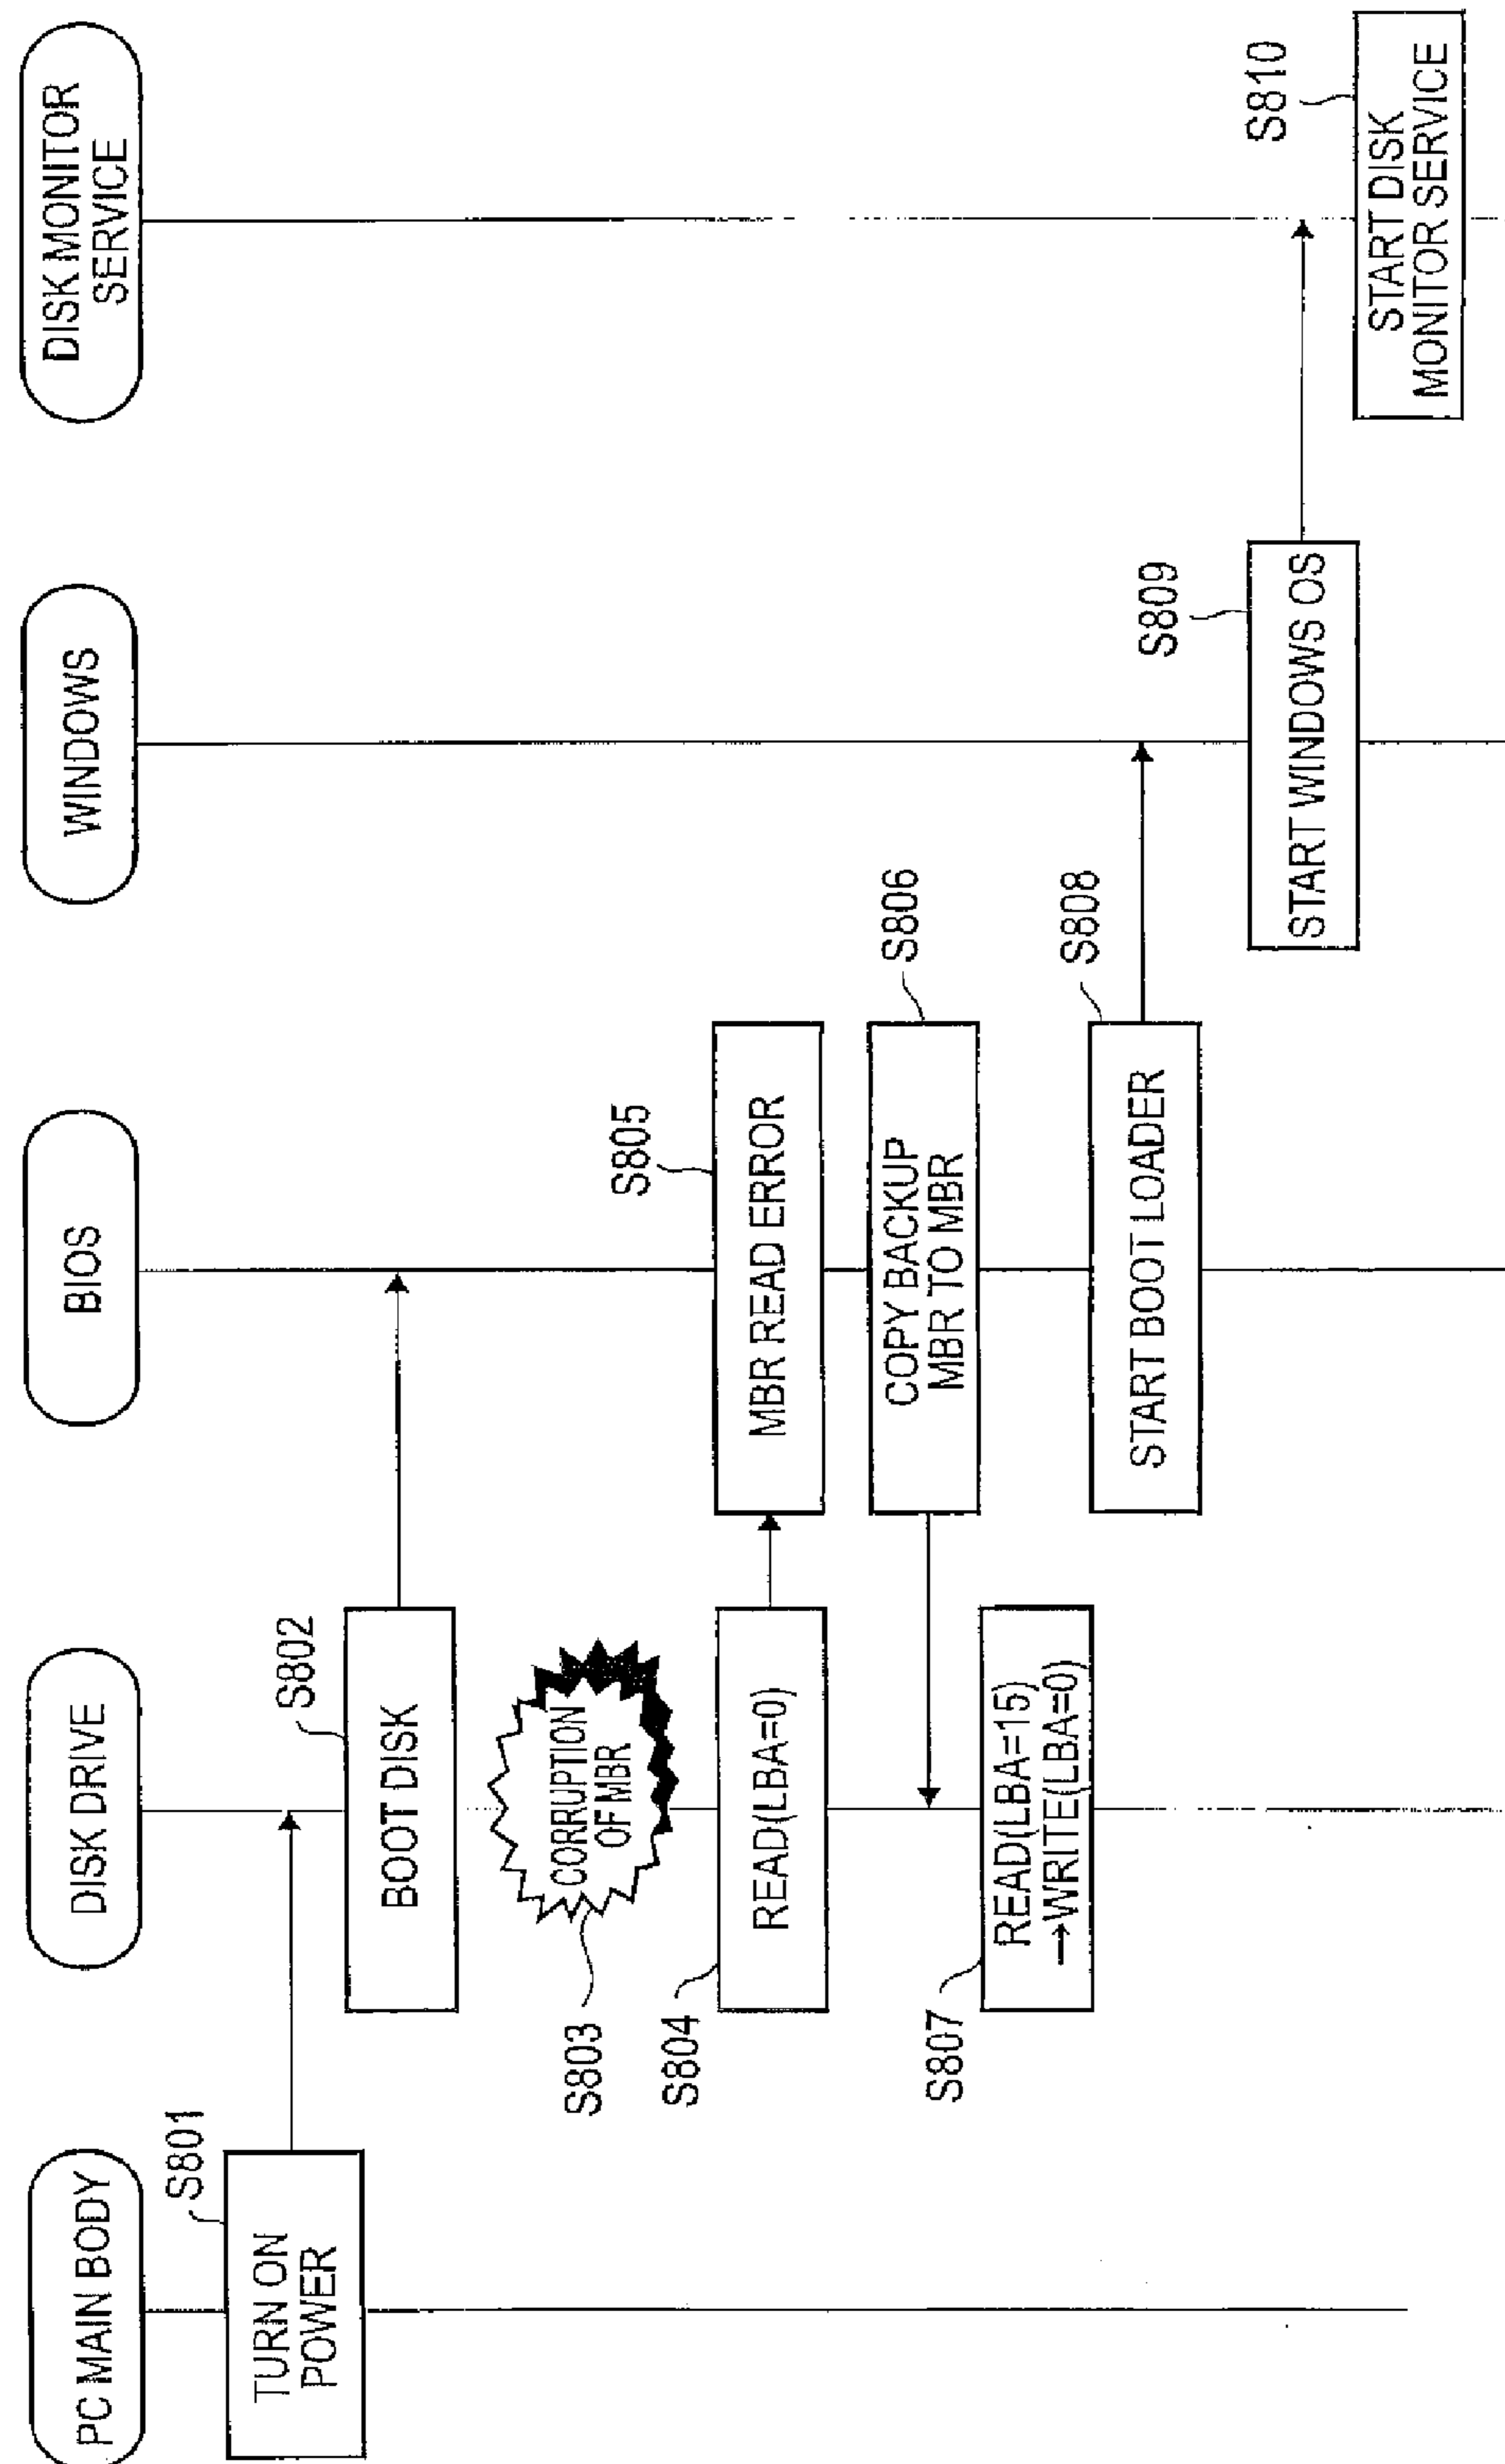 PC MAIN BODY
DISK DRIVE
BIOS
WINDOWS
DISK MONITOR
SERVICE
S801
TURN ON
POWER
S802
BOOT DISK
S803
CORRUPTION
OF MBR
S804
READ(LBA=0)
S805
MBR READ ERROR
S806
COPY BACKUP
MBR TO MBR
S807
READ(LBA=15)
→WRITE(LBA=0)
S808
START BOOT LOADER
S809
START WINDOWS OS
S810
START DISK
MONITOR SERVICE